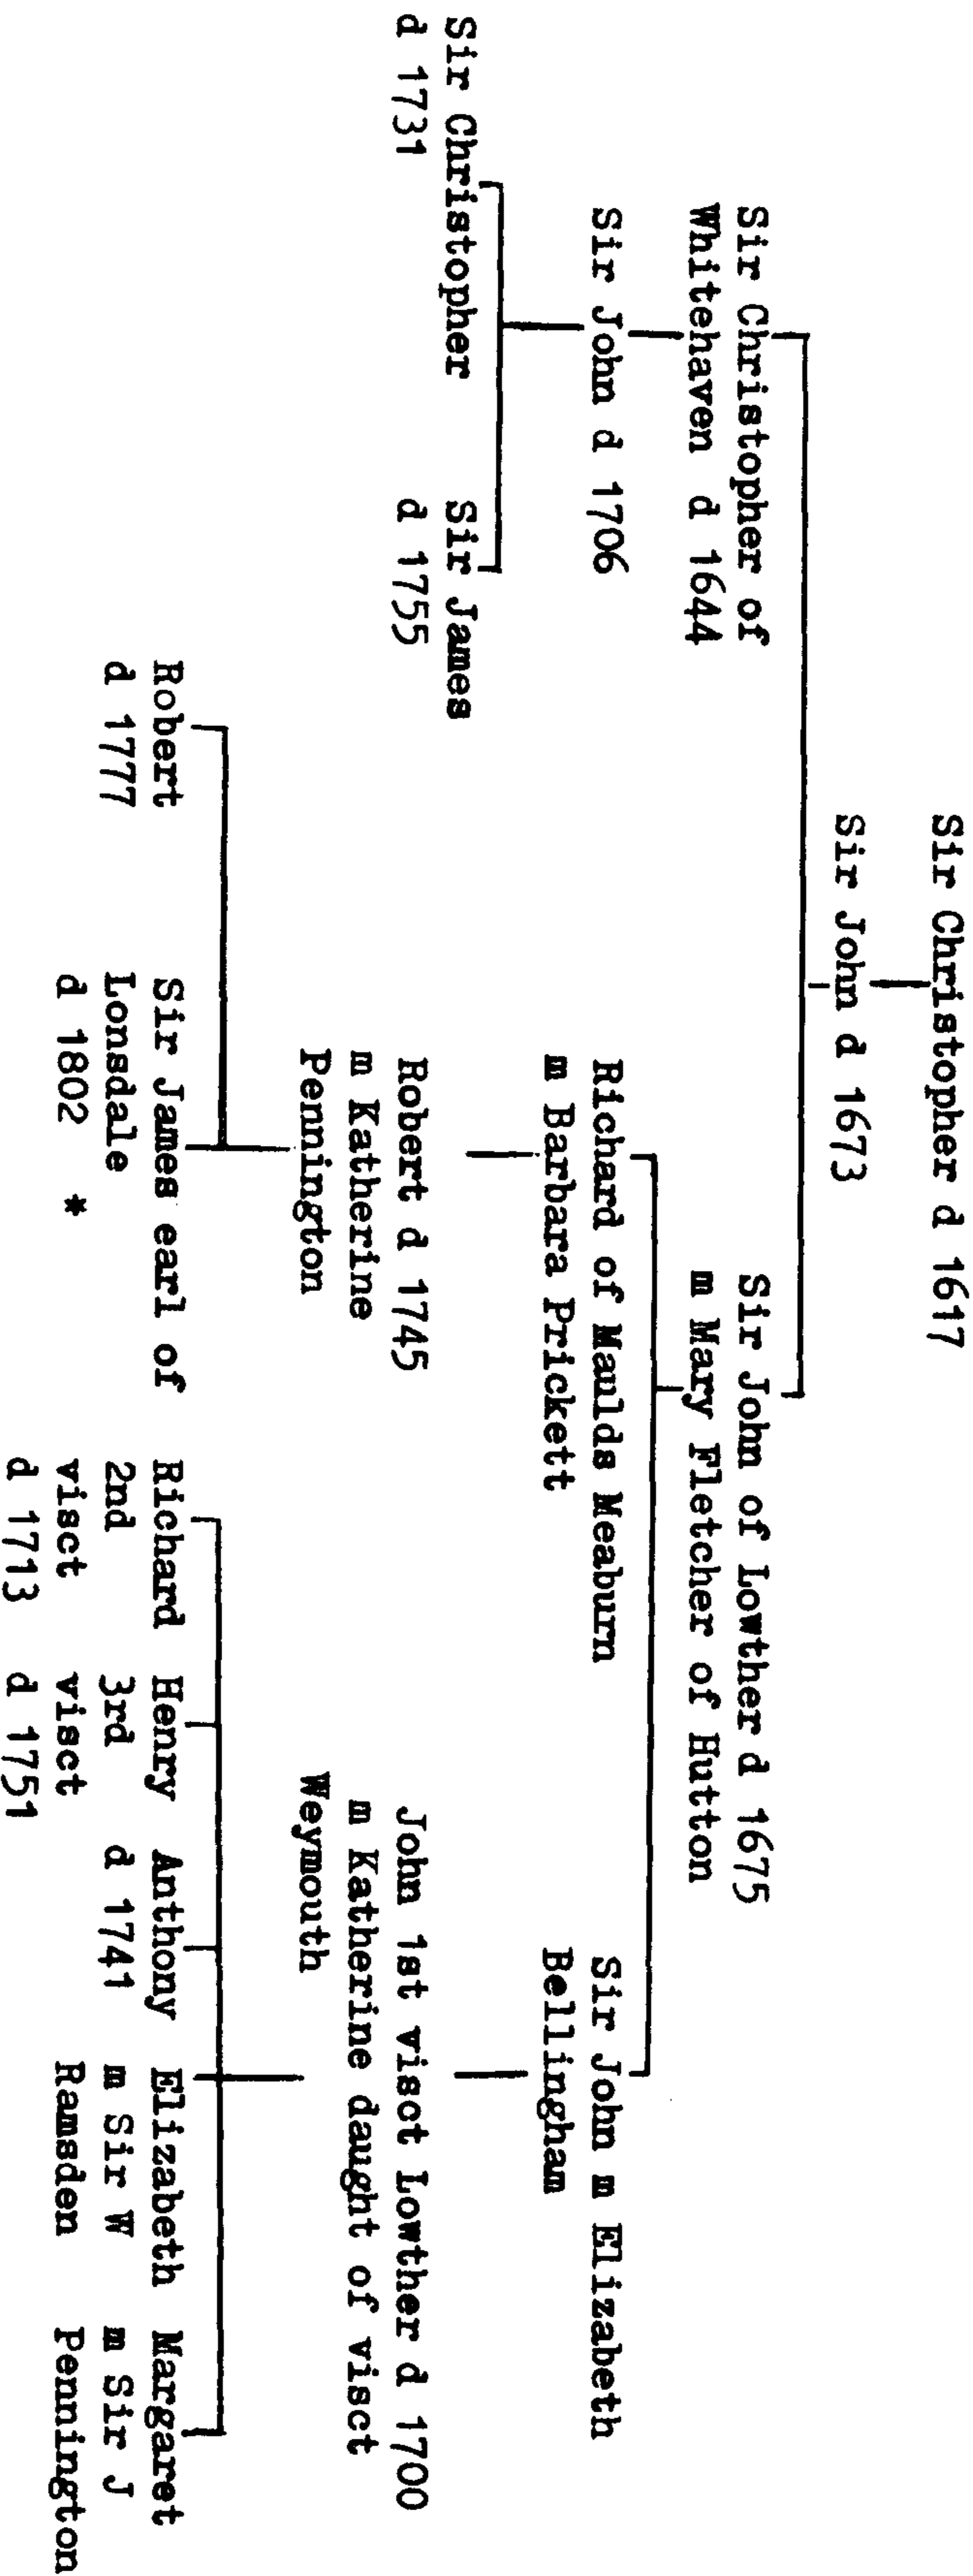 Sir Christopher d 1617
Sir John d 1673
Sir Christopher of
Whitehaven d 1644
Sir John of Lowther d 1675
m Mary Fletcher of Hutton
Sir John d 1706
Richard of Maulds Meaburn
m Barbara Prickett
Sir John m Elizabeth
Bellingham
Sir Christopher
d 1731
Sir James
d 1755
Robert d 1745
m Katherine
Pennington
John 1st visct Lowther d 1700
m Katherine daught of visct
Weymouth
Robert
d 1777
Sir James earl of
Lonsdale
d 1802 *
Richard
2nd
visct
d 1713
Henry
3rd
visct
d 1751
Anthony
d 1741
Elizabeth
m Sir W
Ramsden
Margaret
m Sir J
Pennington